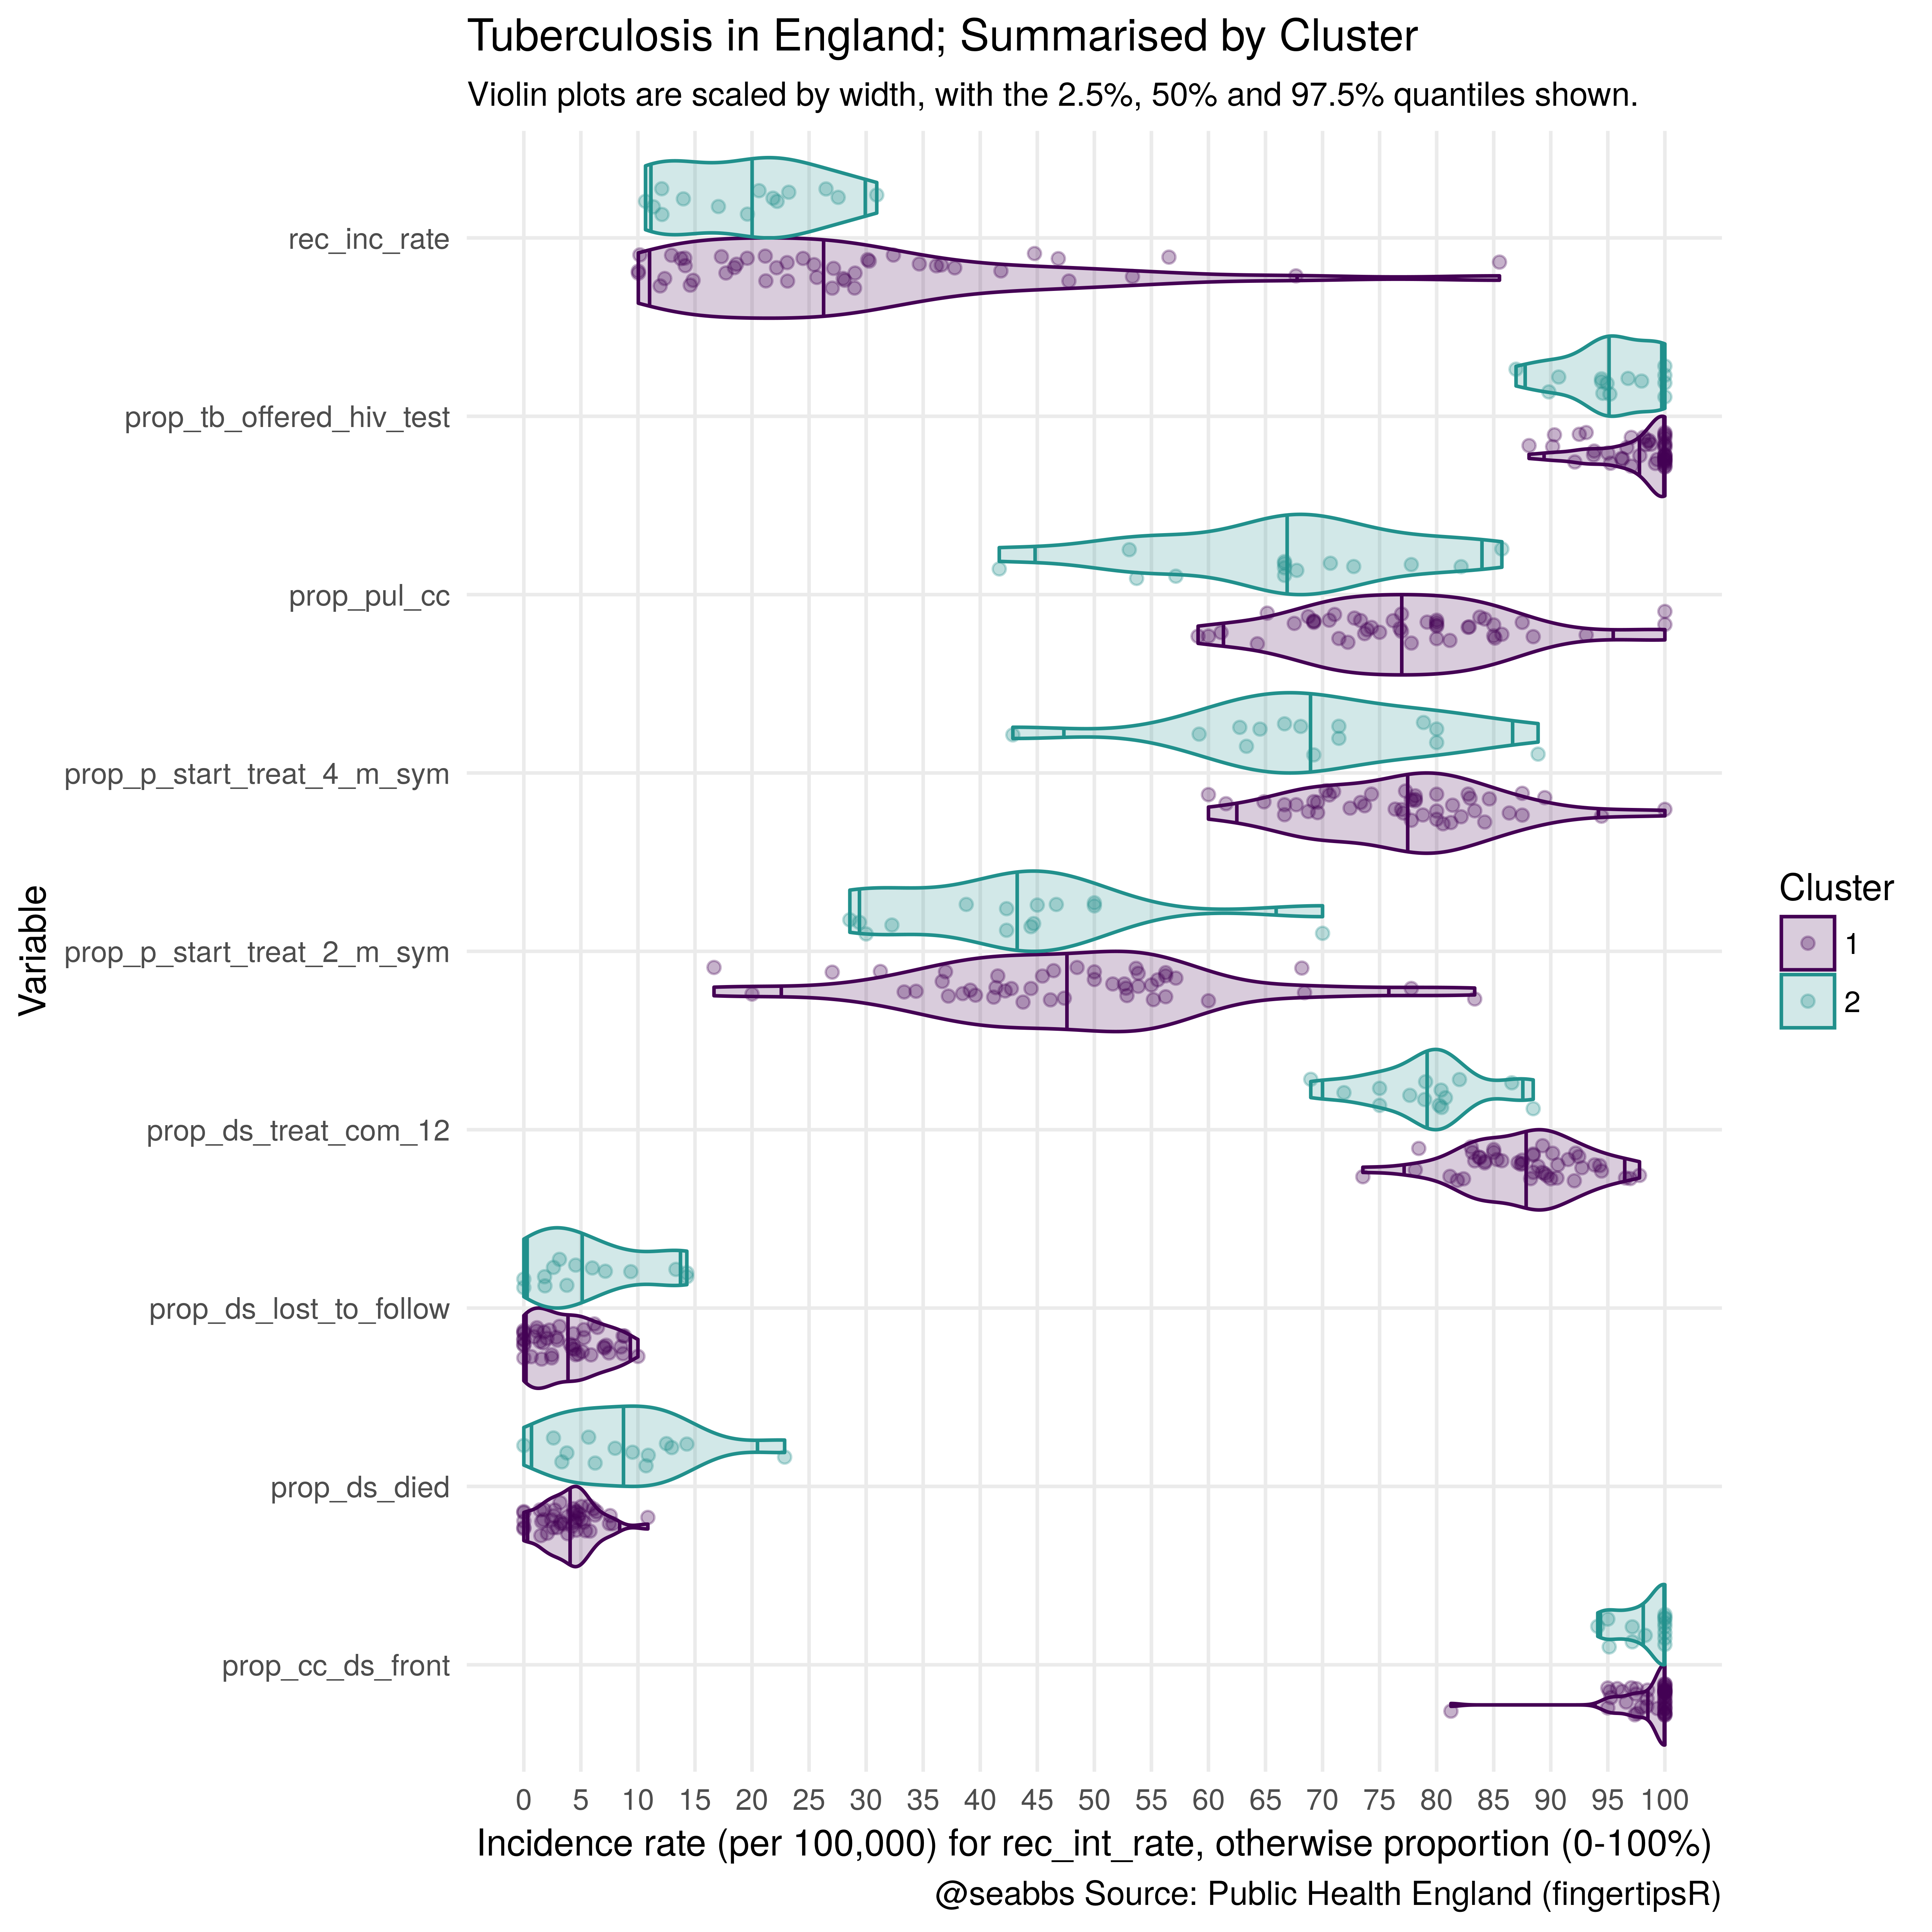 Tuberculosis in England; Summarised by Cluster
Violin plots are scaled by width, with the 2.5%, 50% and 97.5% quantiles shown.
rec_inc_rate
prop_tb_offered_hiv_test
prop_pul_cc
prop_p_start_treat_4_m_sym
prop_p_start_treat_2_m_sym
prop_ds_treat_com_12
prop_ds_lost_to_follow
prop_ds_died
prop_cc_ds_front
Variable
Cluster
1
2
0 5 10 15 20 25 30 35 40 45 50 55 60 65 70 75 80 85 90 95 100
Incidence rate (per 100,000) for rec_int_rate, otherwise proportion (0-100%)
@seabbs Source: Public Health England (fingertipsR)